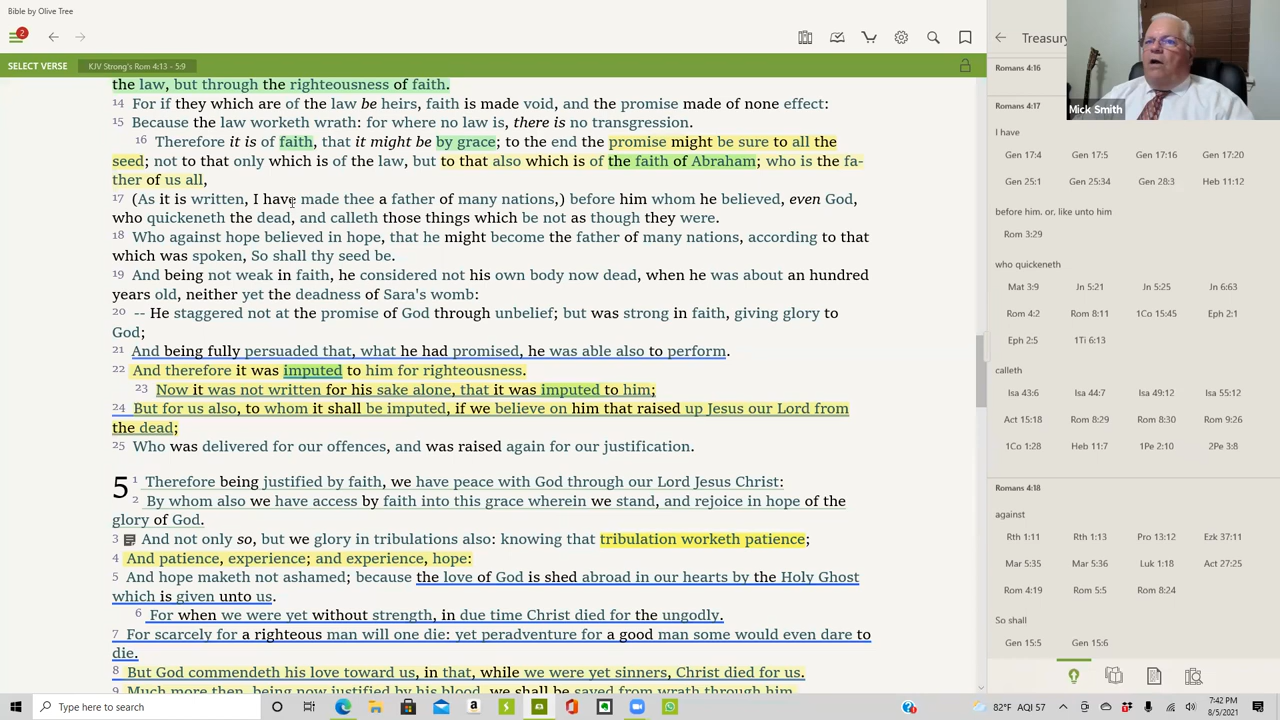 Bible by Olive Tree
2
SELECT VERSE
KJV Strong's Rom 4:13 - 5:9
the law, but through the righteousness of faith.
14 For if they which are of the law be heirs, faith is made void, and the promise made of none effect:
15 Because the law worketh wrath: for where no law is, there is no transgression.
16 Therefore it is of faith, that it might be by grace; to the end the promise might be sure to all the
seed; not to that only which is of the law, but to that also which is of the faith of Abraham; who is the fa-
ther of us all,
17 (As it is written, I have made thee a father of many nations,) before him whom he believed, even God,
who quickeneth the dead, and calleth those things which be not as though they were.
18 Who against hope believed in hope, that he might become the father of many nations, according to that
which was spoken, So shall thy seed be.
19 And being not weak in faith, he considered not his own body now dead, when he was about an hundred
years old, neither yet the deadness of Sara's womb:
20 -- He staggered not at the promise of God through unbelief; but was strong in faith, giving glory to
God;
21 And being fully persuaded that, what he had promised, he was able also to perform.
22 And therefore it was imputed to him for righteousness.
23 Now it was not written for his sake alone, that it was imputed to him;
24 But for us also, to whom it shall be imputed, if we believe on him that raised up Jesus our Lord from
the dead;
25 Who was delivered for our offences, and was raised again for our justification.
5 1 Therefore being justified by faith, we have peace with God through our Lord Jesus Christ:
2 By whom also we have access by faith into this grace wherein we stand, and rejoice in hope of the
glory of God.
3 And not only so, but we glory in tribulations also: knowing that tribulation worketh patience;
4 And patience, experience; and experience, hope:
5 And hope maketh not ashamed; because the love of God is shed abroad in our hearts by the Holy Ghost
which is given unto us.
6 For when we were yet without strength, in due time Christ died for the ungodly.
7 For scarcely for a righteous man will one die: yet peradventure for a good man some would even dare to
die.
8 But God commendeth his love toward us, in that, while we were yet sinners, Christ died for us.
9 Much more then, being now justified by his blood, we shall be saved from wrath through him.
Treasury
Mick Smith
Romans 4:16
Romans 4:17
I have
Gen 17:4 Gen 17:5 Gen 17:16 Gen 17:20
Gen 25:1 Gen 25:34 Gen 28:3 Heb 11:12
before him. or, like unto him
Rom 3:29
who quickeneth
Mat 3:9 Jn 5:21 Jn 5:25 Jn 6:63
Rom 4:2 Rom 8:11 1Co 15:45 Eph 2:1
Eph 2:5 1Ti 6:13
calleth
Isa 43:6 Isa 44:7 Isa 49:12 Isa 55:12
Act 15:18 Rom 8:29 Rom 8:30 Rom 9:26
1Co 1:28 Heb 11:7 1Pe 2:10 2Pe 3:8
Romans 4:18
against
Rth 1:11 Rth 1:13 Pro 13:12 Ezk 37:11
Mar 5:35 Mar 5:36 Luk 1:18 Act 27:25
Rom 4:19 Rom 5:5 Rom 8:24
So shall
Gen 15:5 Gen 15:6
Type here to search
82°F AQI 57
7:42 PM
8/5/2021